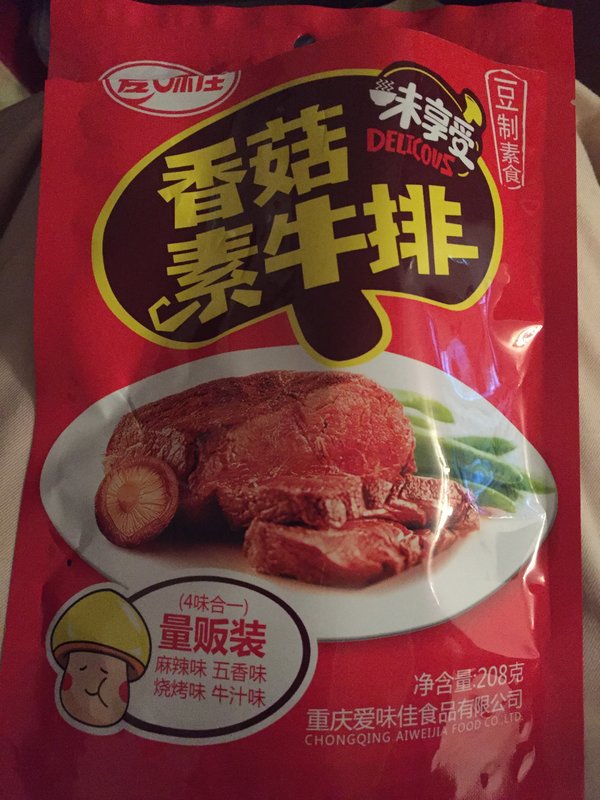 爱味佳
味享受
DELICOUS
豆制素食
香菇
素牛排
(4味合一)
量贩装
麻辣味 五香味
烧烤味 牛汁味
净含量:208克
重庆爱味佳食品有限公司
CHONGQING AIWEIJIA FOOD CO.,LTD.